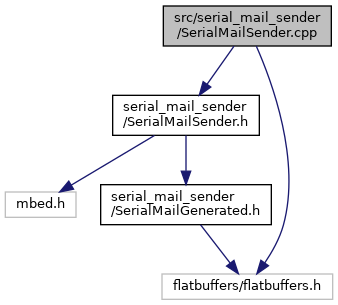 src/serial_mail_sender
/SerialMailSender.cpp
serial_mail_sender
/SerialMailSender.h
mbed.h
serial_mail_sender
/SerialMailGenerated.h
flatbuffers/flatbuffers.h